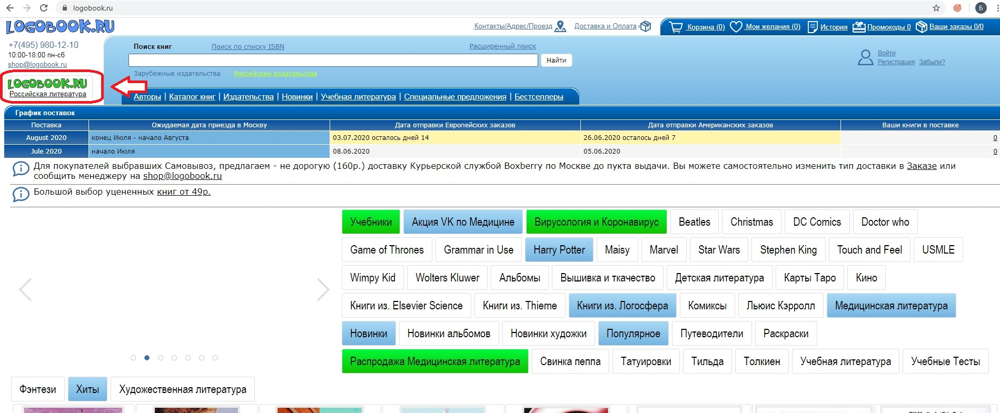 logobook.ru
Б
LOGOBOOK.RU
Контакты/Адрес/Проезд
Доставка и Оплата
Корзина (0)
Мои желания (0)
История
Промокоды 0
Ваши заказы 0/0
+7(495) 980-12-10
10:00-18:00 пн-сб
shop@logobook.ru
LOGOBOOK.RU
Российская литература
Поиск книг
Поиск по списку ISBN
Расширенный поиск
Найти
Зарубежные издательства
Российские издательства
Войти
Регистрация Забыли?
Авторы | Каталог книг | Издательства | Новинки | Учебная литература | Специальные предложения | Бестселлеры
График поставок
Поставка Ожидаемая дата приезда в Москву Дата отправки Европейских заказов Дата отправки Американских заказов Ваши книги в поставке
August 2020 конец Июля - начало Августа 03.07.2020 осталось дней 14 26.06.2020 осталось дней 7 0
Jule 2020 начало Июля 08.06.2020 05.06.2020 0
Для покупателей выбравших Самовывоз, предлагаем - не дорогую (160р.) доставку Курьерской службой Boxberry по Москве до пункта выдачи. Вы можете самостоятельно изменить тип доставки в Заказе или
сообщить менеджеру на shop@logobook.ru
Большой выбор уцененных книг от 49р.
Учебники Акция VK по Медицине Вирусология и Коронавирус Beatles Christmas DC Comics Doctor who
Game of Thrones Grammar in Use Harry Potter Maisy Marvel Star Wars Stephen King Touch and Feel USMLE
Wimpy Kid Wolters Kluwer Альбомы Вышивка и ткачество Детская литература Карты Таро Кино
Книги из. Elsevier Science Книги из. Thieme Книги из. Логосфера Комиксы Льюис Кэрролл Медицинская литература
Новинки Новинки альбомов Новинки художки Популярное Путеводители Раскраски
Распродажа Медицинская литература Свинка пеппа Татуировки Тильда Толкиен Учебная литература Учебные Тесты
Фэнтези Хиты Художественная литература